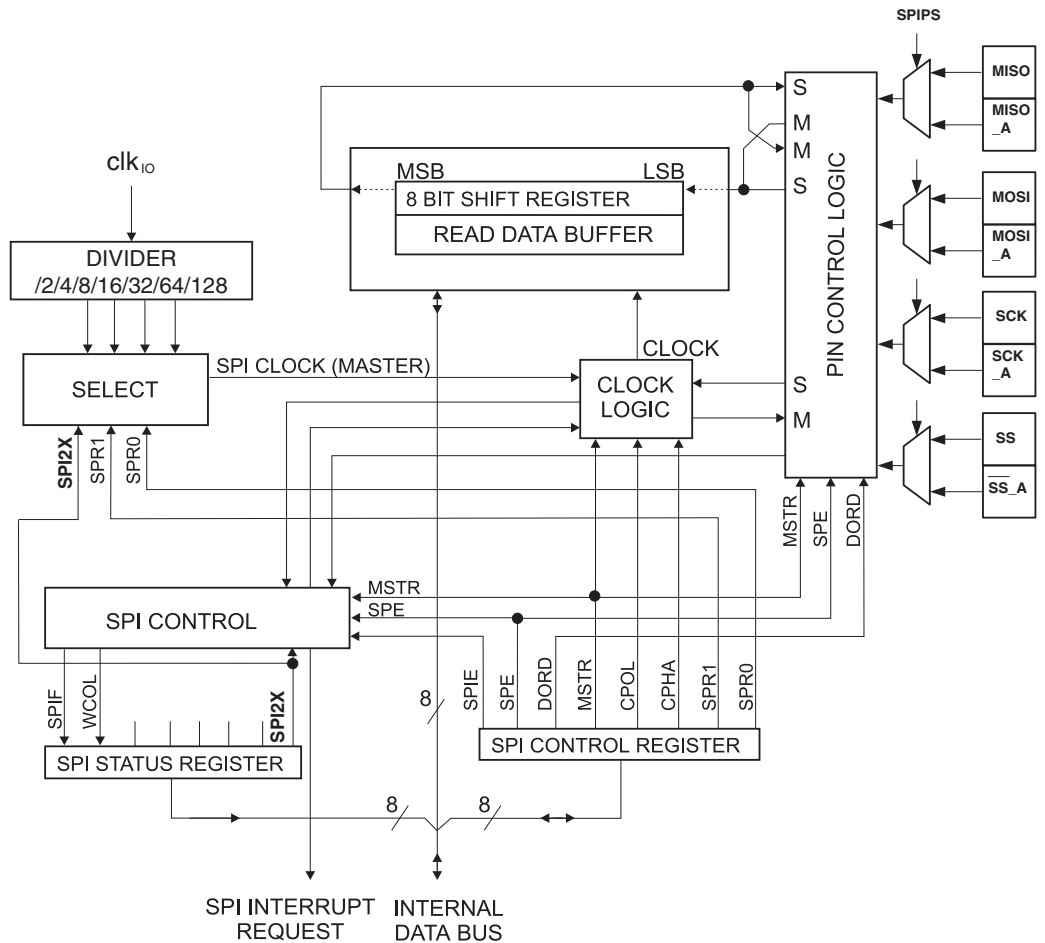 SPIPS
MISO
MISO
_A
MOSI
MOSI
_A
SCK
SCK
_A
SS
SS_A
S
M
M
S
PIN CONTROL LOGIC
S
M
clk IO
MSB
LSB
8 BIT SHIFT REGISTER
READ DATA BUFFER
DIVIDER
/2/4/8/16/32/64/128
SELECT
SPI CLOCK (MASTER)
CLOCK
CLOCK
LOGIC
SPI2X
SPR1
SPR0
MSTR
SPE
DORD
MSTR
SPE
SPI CONTROL
SPIF
WCOL
SPI2X
8
SPIE
SPE
DORD
MSTR
CPOL
CPHA
SPR1
SPR0
SPI STATUS REGISTER
SPI CONTROL REGISTER
8
8
SPI INTERRUPT
REQUEST
INTERNAL
DATA BUS